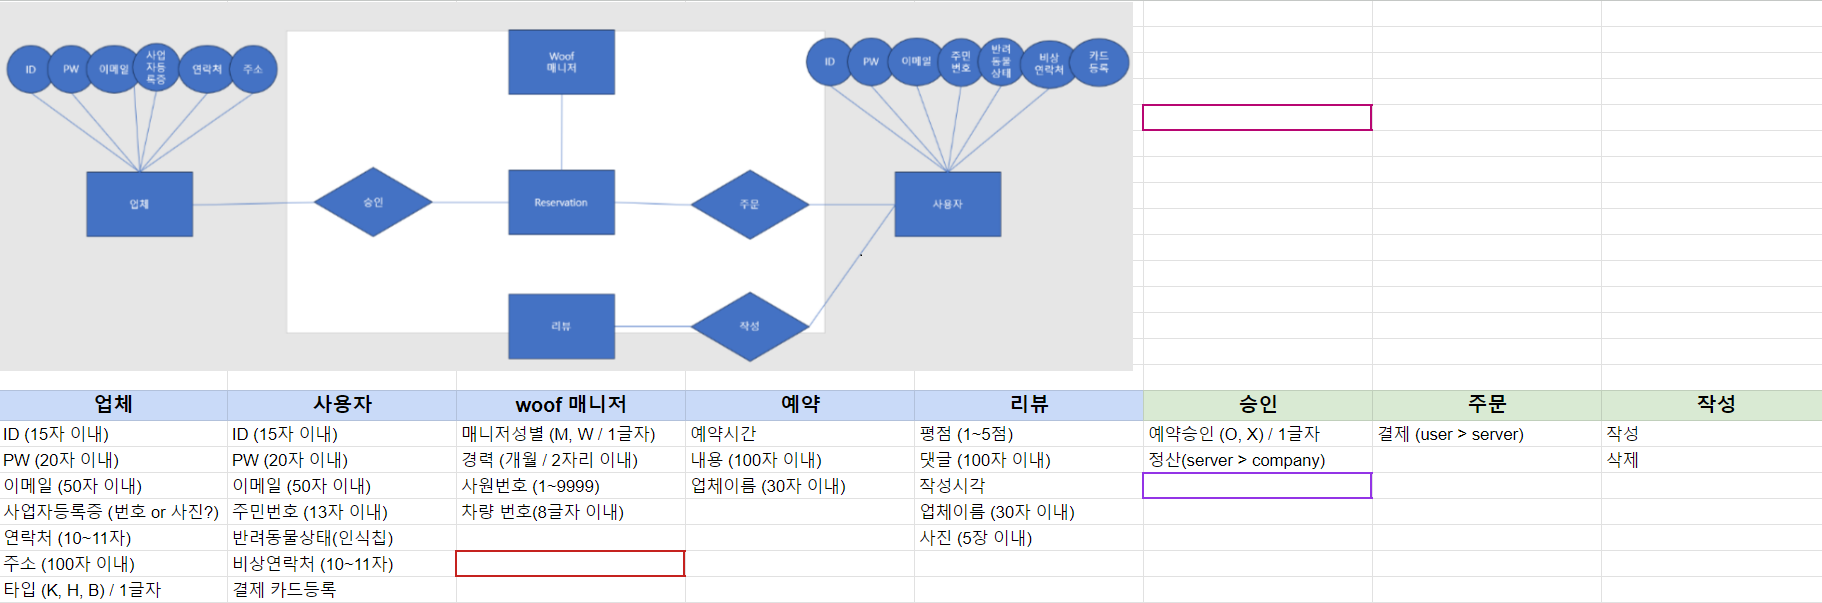 ID
PW
이메일
사업
자등
록증
연락처
주소
Woof
매니저
ID
PW
이메일
주민
번호
반려
동물
상태
비상
연락처
카드
등록
업체
승인
Reservation
주문
사용자
리뷰
작성
업체 사용자 woof 매니저 예약 리뷰 승인 주문 작성
ID (15자 이내) ID (15자 이내) 매니저성별 (M, W / 1글자) 예약시간 평점 (1~5점) 예약승인 (O, X) / 1글자 결제 (user > server) 작성
PW (20자 이내) PW (20자 이내) 경력 (개월 / 2자리 이내) 내용 (100자 이내) 댓글 (100자 이내) 정산(server > company) 삭제
이메일 (50자 이내) 이메일 (50자 이내) 사원번호 (1~9999) 업체이름 (30자 이내) 작성시각
사업자등록증 (번호 or 사진?) 주민번호 (13자 이내) 차량 번호(8글자 이내) 업체이름 (30자 이내)
연락처 (10~11자) 반려동물상태(인식칩) 사진 (5장 이내)
주소 (100자 이내) 비상연락처 (10~11자)
타입 (K, H, B) / 1글자 결제 카드등록